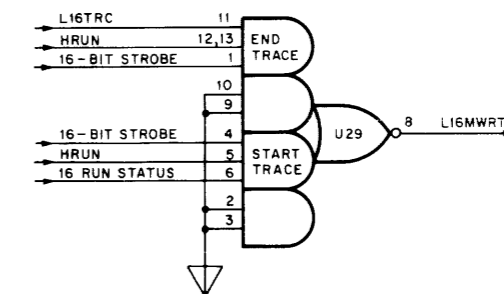 L16TRC 11
HRUN 12,13 END
16-BIT STROBE 1 TRACE
10
9
U29 8 L16MWRT
16-BIT STROBE 4
HRUN 5 START
16 RUN STATUS 6 TRACE
2
3